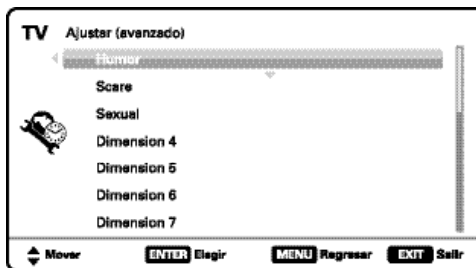 TV Ajustar (avanzado)
Humor
Scare
Sexual
Dimension 4
Dimension 5
Dimension 6
Dimension 7
Mover ENTER Elegir MENU Regresar EXIT Salir